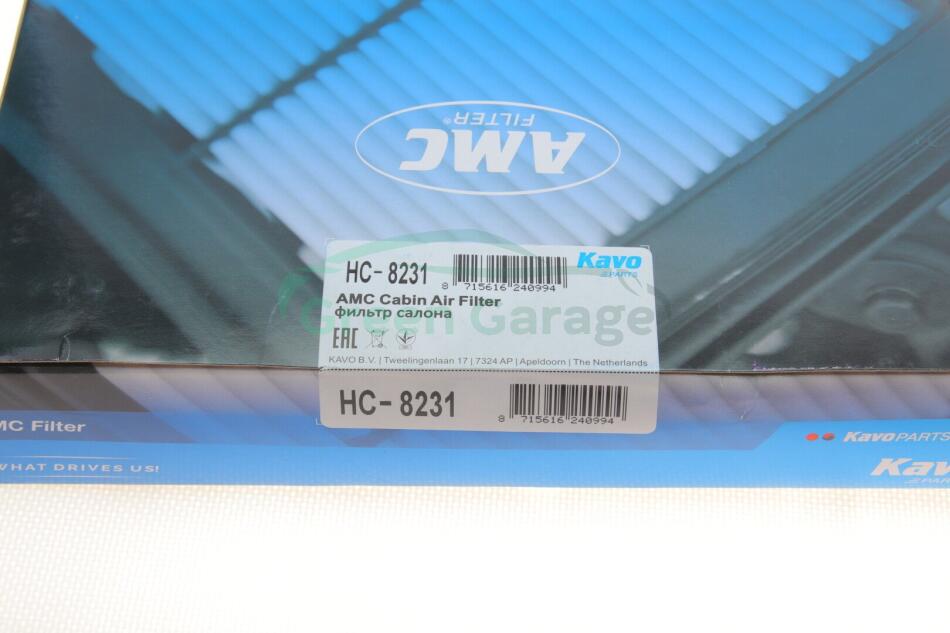 AMC
FILTER®
HC-8231
8 715616 240994
Kavo
PARTS
AMC Cabin Air Filter
фильтр салона
Green Garage
EAC
KAVO B.V. | Tweelingenlaan 17 | 7324 AP | Apeldoorn | The Netherlands
HC-8231
8 715616 240994
MC Filter
KavoPARTS
WHAT DRIVES US!
Kavo
PARTS